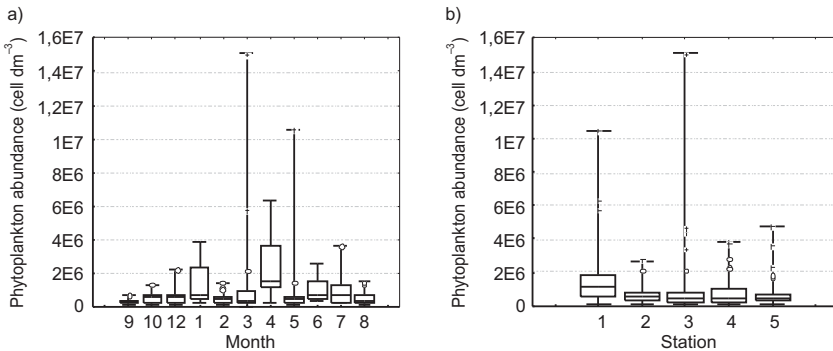 a)
Phytoplankton abundance (cell dm⁻³)
1,6E7
1,4E7
1,2E7
1E7
8E6
6E6
4E6
2E6
0
9 10 12 1 2 3 4 5 6 7 8
Month
b)
Phytoplankton abundance (cell dm⁻³)
1,6E7
1,4E7
1,2E7
1E7
8E6
6E6
4E6
2E6
0
1 2 3 4 5
Station